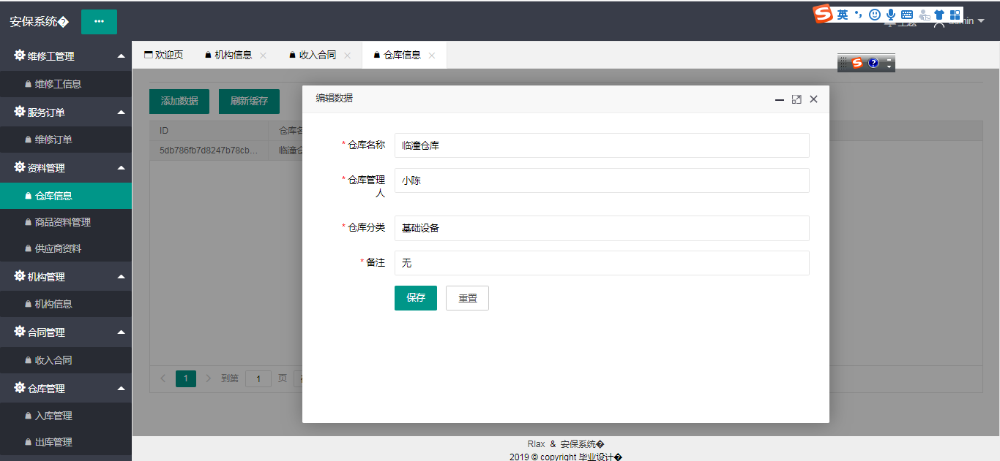 安保系统�
···
英
主题
admin
维修工管理
维修工信息
服务订单
维修订单
资料管理
仓库信息
商品资料管理
供应商资料
机构管理
机构信息
合同管理
收入合同
仓库管理
入库管理
出库管理
欢迎页
机构信息
收入合同
仓库信息
添加数据
刷新缓存
ID
仓库名
5db786fb7d8247b78cb...
临潼仓
1
到第
1
页
编辑数据
* 仓库名称
临潼仓库
* 仓库管理
人
小陈
* 仓库分类
基础设备
* 备注
无
保存
重置
Rlax & 安保系统�
2019 © copyright 毕业设计�